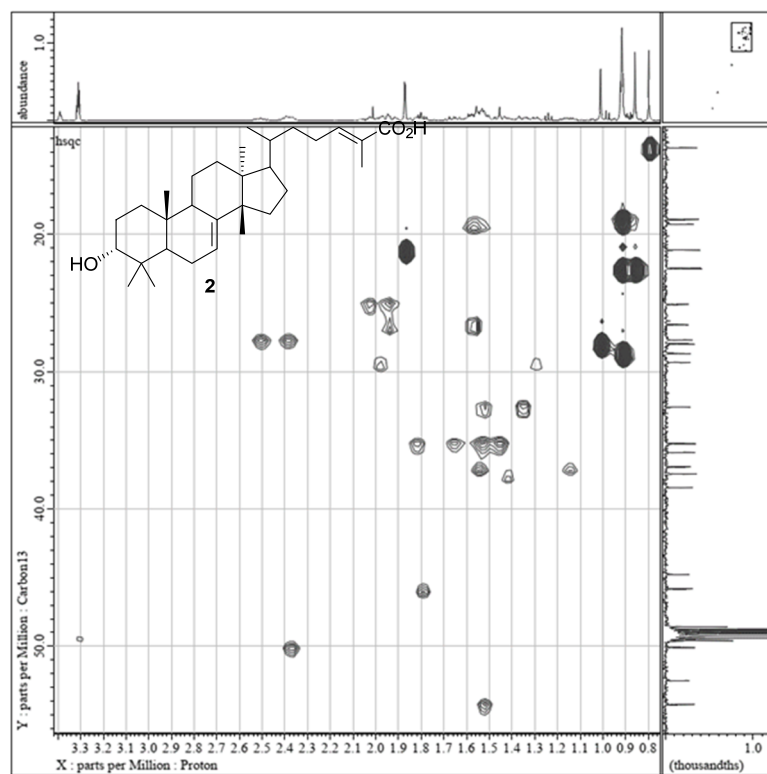 abundance
1.0
hsqc
CO₂H
HO
2
20.0
30.0
40.0
50.0
Y : parts per Million : Carbon13
3.3 3.2 3.1 3.0 2.9 2.8 2.7 2.6 2.5 2.4 2.3 2.2 2.1 2.0 1.9 1.8 1.7 1.6 1.5 1.4 1.3 1.2 1.1 1.0 0.9 0.8
X : parts per Million : Proton
1.0
(thousandths)